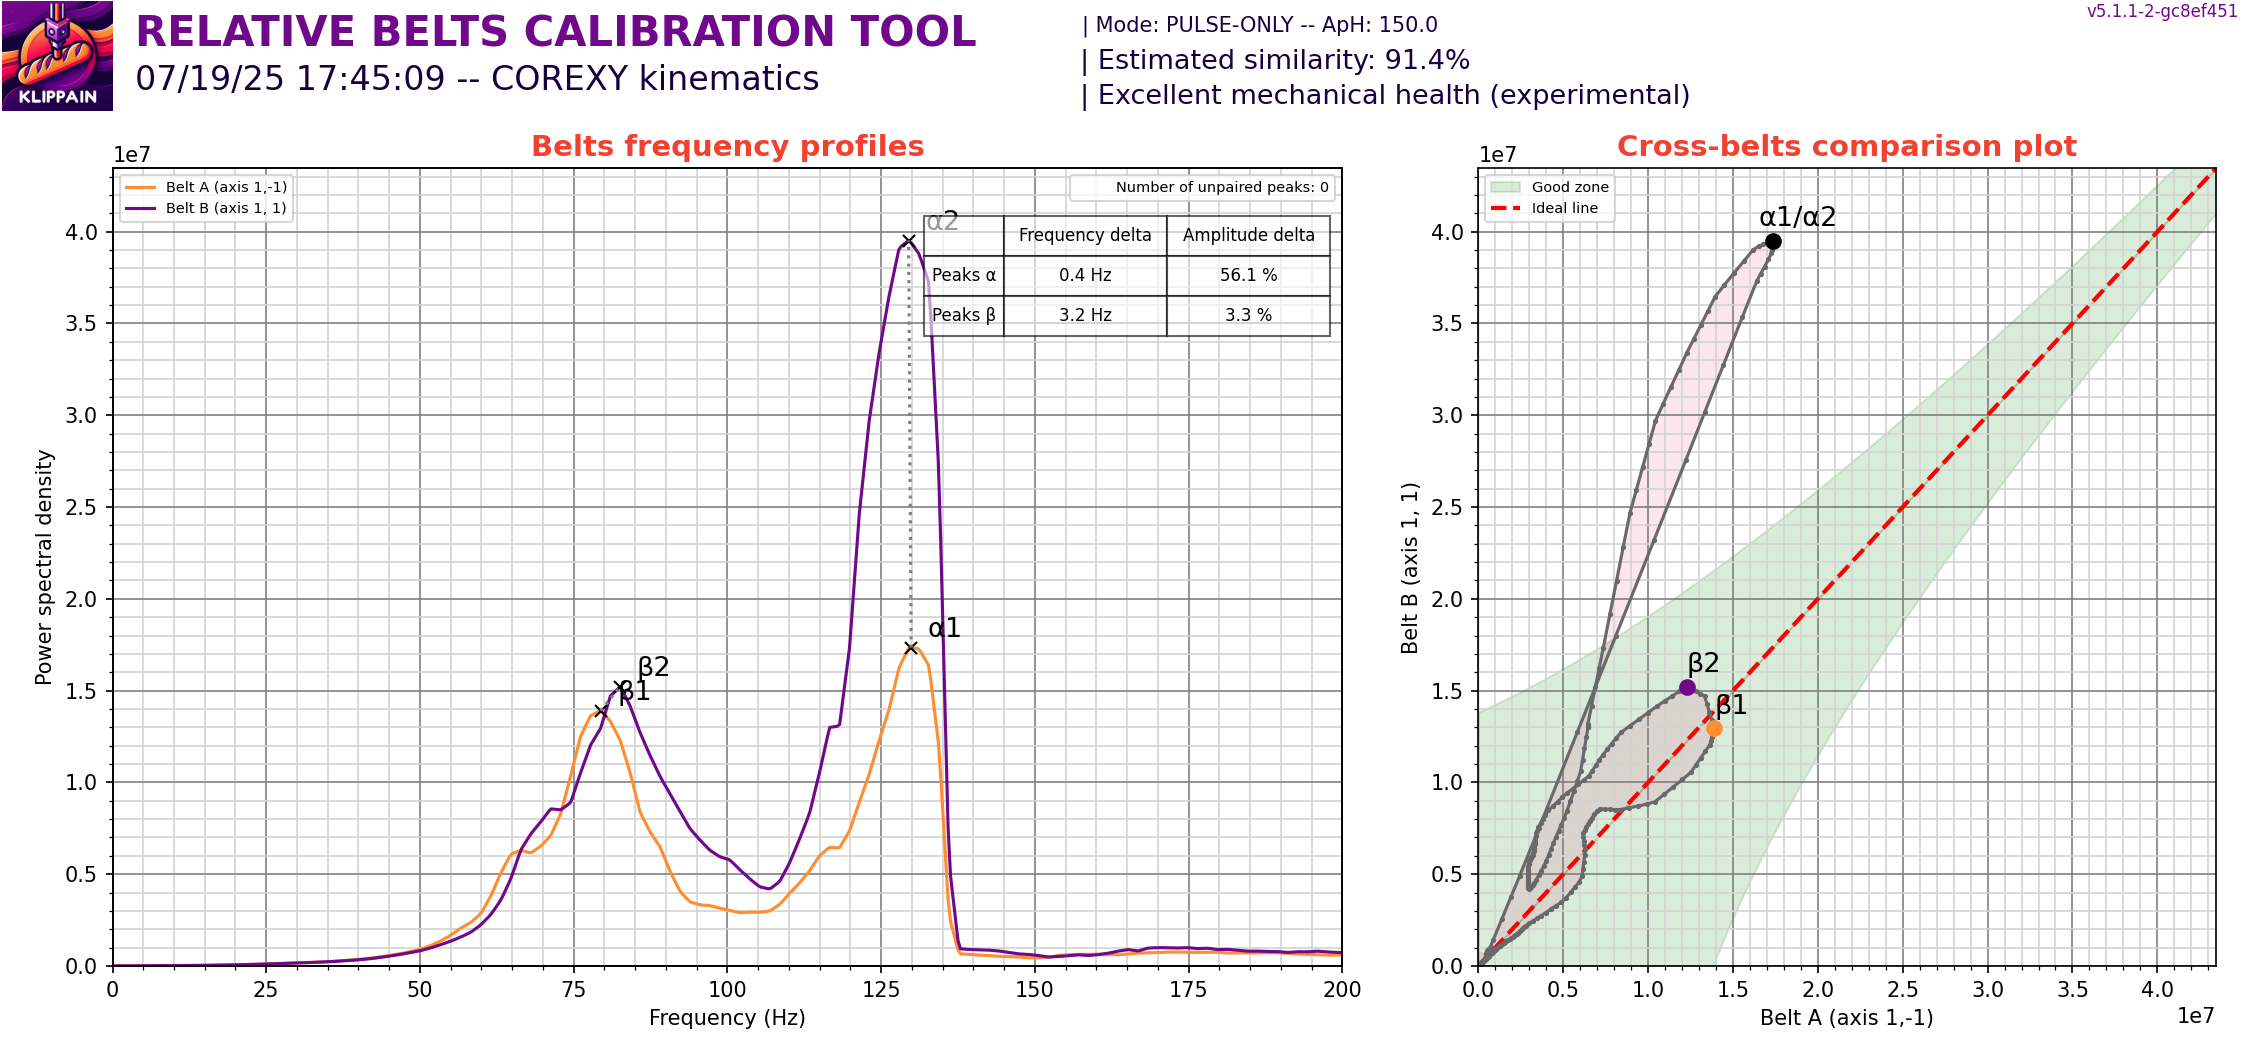 KLIPPAIN
RELATIVE BELTS CALIBRATION TOOL
07/19/25 17:45:09 -- COREXY kinematics
| Mode: PULSE-ONLY -- ApH: 150.0
| Estimated similarity: 91.4%
| Excellent mechanical health (experimental)
v5.1.1-2-gc8ef451
Belts frequency profiles
1e7
Belt A (axis 1,-1)
Belt B (axis 1, 1)
Number of unpaired peaks: 0
Frequency delta Amplitude delta
Peaks α 0.4 Hz 56.1 %
Peaks β 3.2 Hz 3.3 %
α2
α1
β2
β1
4.0
3.5
3.0
2.5
2.0
1.5
1.0
0.5
0.0
Power spectral density
0 25 50 75 100 125 150 175 200
Frequency (Hz)
Cross-belts comparison plot
1e7
Good zone
Ideal line
α1/α2
β2
β1
4.0
3.5
3.0
2.5
2.0
1.5
1.0
0.5
0.0
Belt B (axis 1, 1)
0.0 0.5 1.0 1.5 2.0 2.5 3.0 3.5 4.0
Belt A (axis 1,-1)
1e7